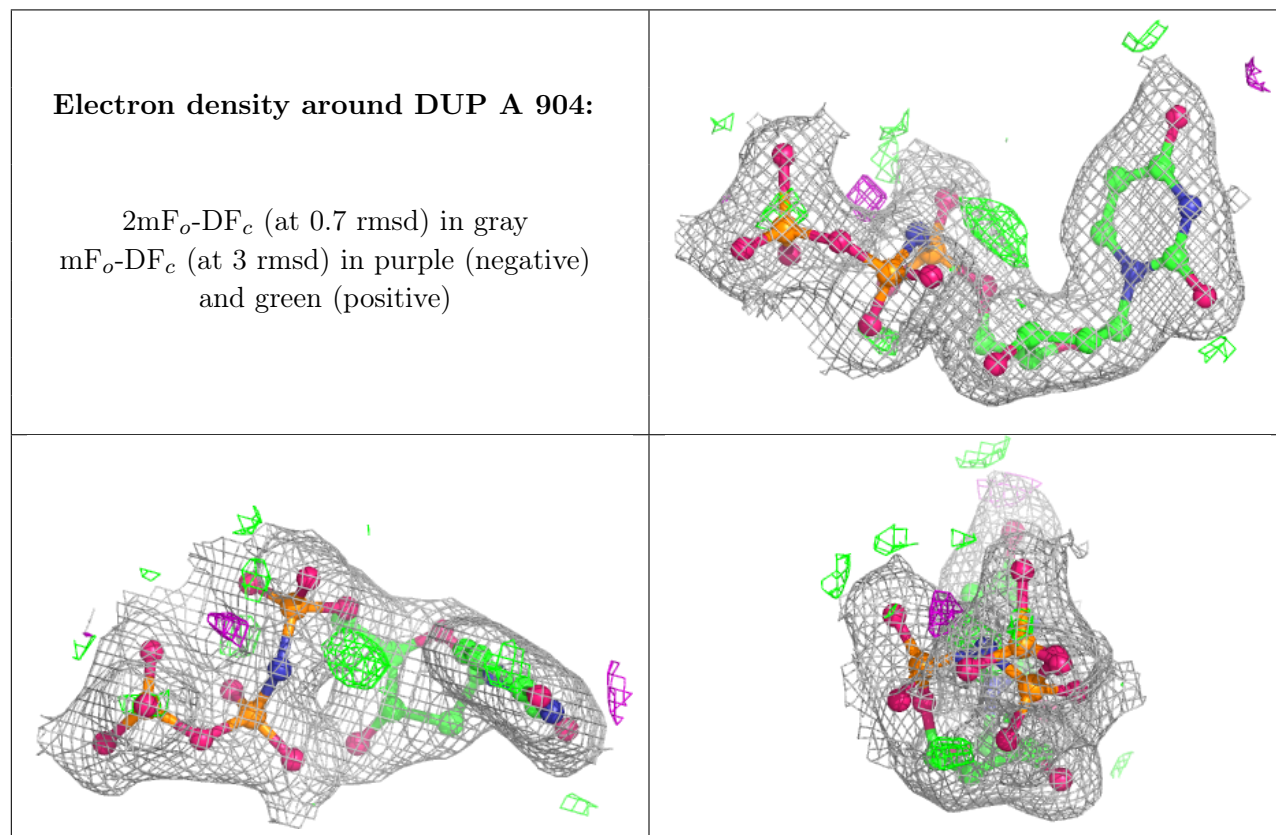 Electron density around DUP A 904:
2mFₒ-DF𝑐 (at 0.7 rmsd) in gray
mFₒ-DF𝑐 (at 3 rmsd) in purple (negative)
and green (positive)